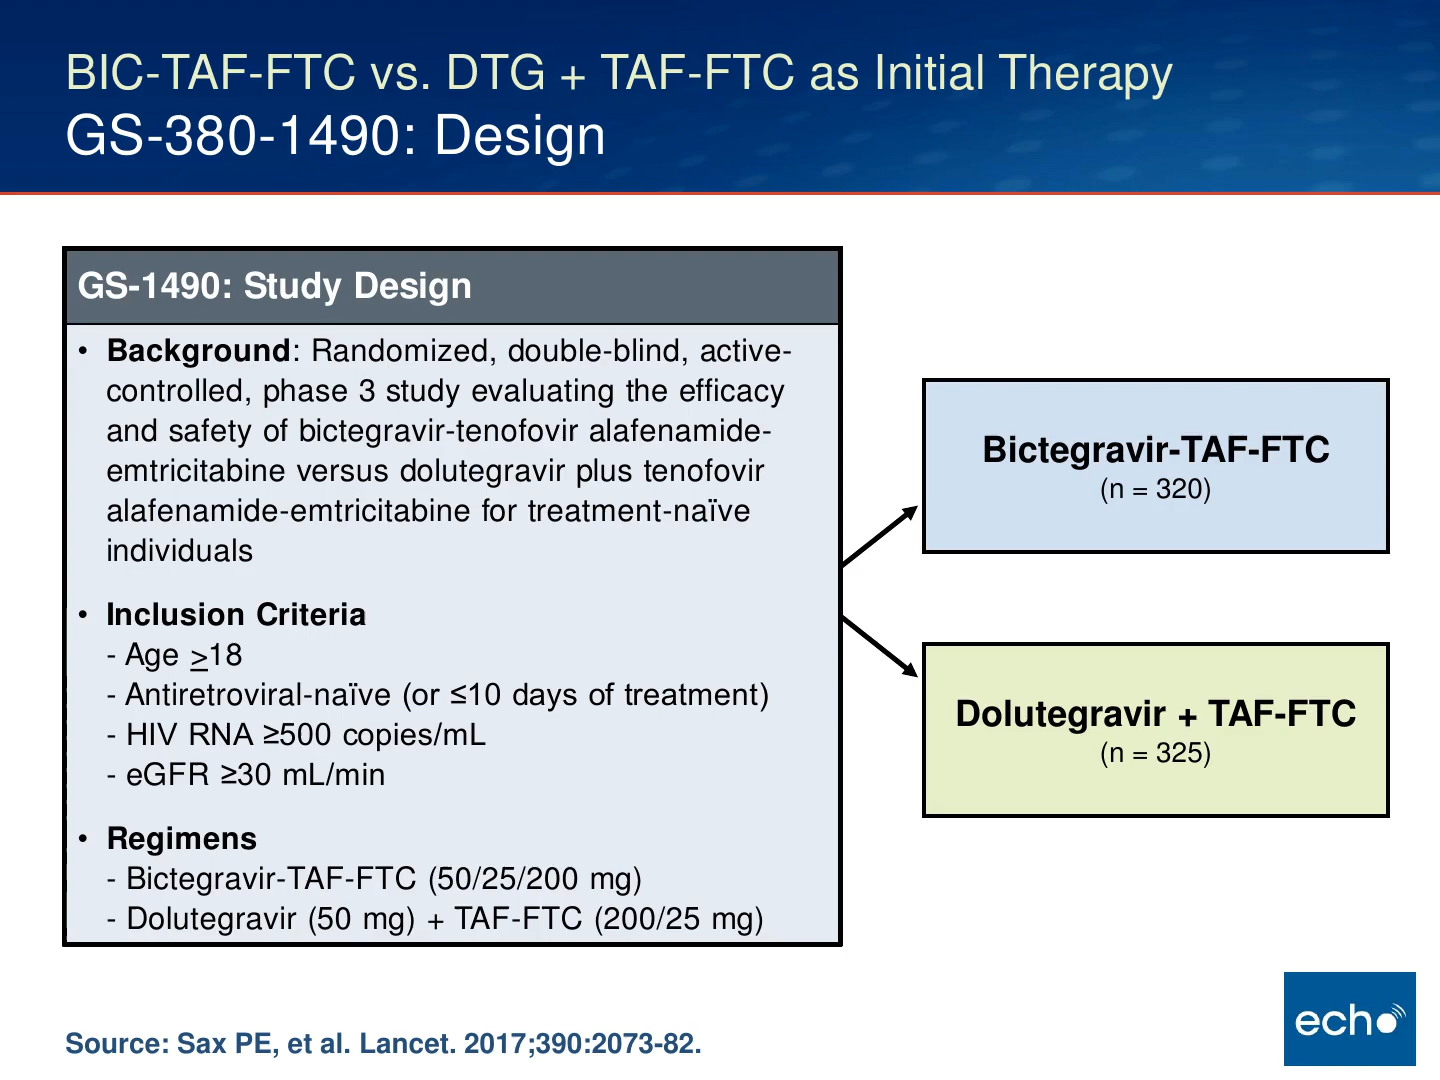 BIC-TAF-FTC vs. DTG + TAF-FTC as Initial Therapy
GS-380-1490: Design
GS-1490: Study Design
• Background: Randomized, double-blind, active-
controlled, phase 3 study evaluating the efficacy
and safety of bictegravir-tenofovir alafenamide-
emtricitabine versus dolutegravir plus tenofovir
alafenamide-emtricitabine for treatment-naïve
individuals
• Inclusion Criteria
- Age ≥18
- Antiretroviral-naïve (or ≤10 days of treatment)
- HIV RNA ≥500 copies/mL
- eGFR ≥30 mL/min
• Regimens
- Bictegravir-TAF-FTC (50/25/200 mg)
- Dolutegravir (50 mg) + TAF-FTC (200/25 mg)
Bictegravir-TAF-FTC
(n = 320)
Dolutegravir + TAF-FTC
(n = 325)
Source: Sax PE, et al. Lancet. 2017;390:2073-82.
echo